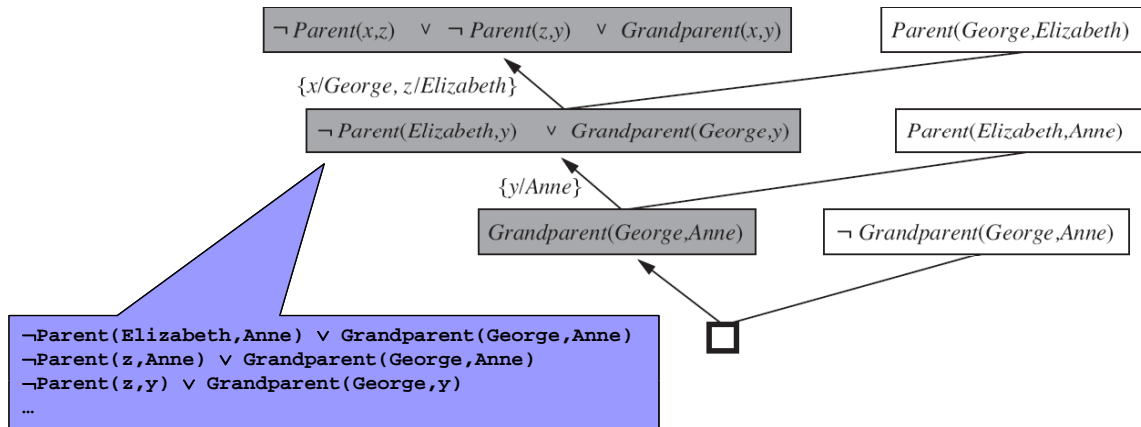 ¬ Parent(x,z) ∨ ¬ Parent(z,y) ∨ Grandparent(x,y)
Parent(George,Elizabeth)
{x/George, z/Elizabeth}
¬ Parent(Elizabeth,y) ∨ Grandparent(George,y)
Parent(Elizabeth,Anne)
{y/Anne}
Grandparent(George,Anne)
¬ Grandparent(George,Anne)
¬Parent(Elizabeth,Anne) ∨ Grandparent(George,Anne)
¬Parent(z,Anne) ∨ Grandparent(George,Anne)
¬Parent(z,y) ∨ Grandparent(George,y)
…